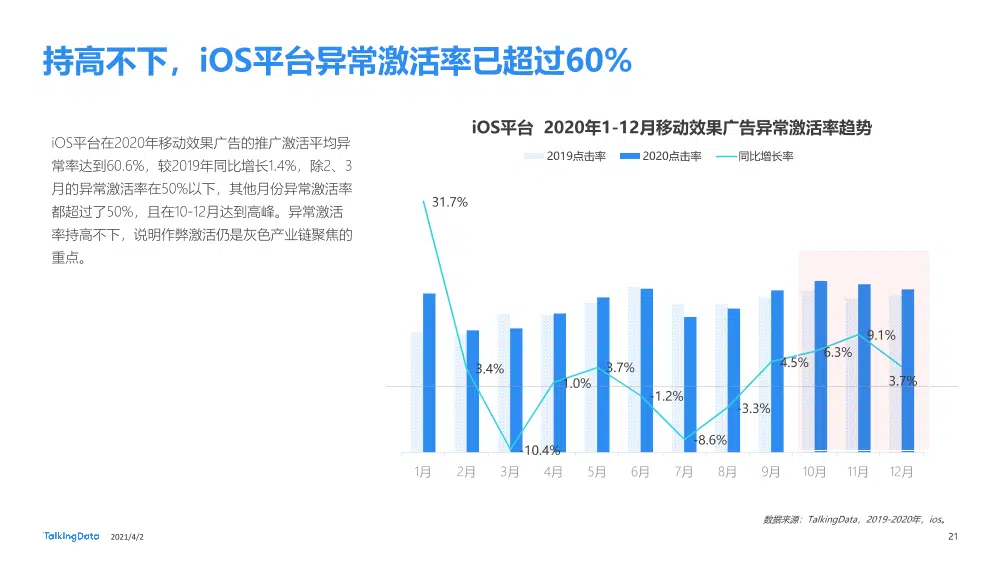 持高不下，iOS平台异常激活率已超过60%
iOS平台在2020年移动效果广告的推广激活平均异
常率达到60.6%，较2019年同比增长1.4%，除2、3
月的异常激活率在50%以下，其他月份异常激活率
都超过了50%，且在10-12月达到高峰。异常激活
率持高不下，说明作弊激活仍是灰色产业链聚焦的
重点。
iOS平台 2020年1-12月移动效果广告异常激活率趋势
2019点击率 2020点击率 同比增长率
31.7%
3.4%
-10.4%
1.0%
3.7%
-1.2%
-8.6%
-3.3%
4.5%
6.3%
9.1%
3.7%
1月 2月 3月 4月 5月 6月 7月 8月 9月 10月 11月 12月
数据来源：TalkingData，2019-2020年，ios。
TalkingData 2021/4/2
21